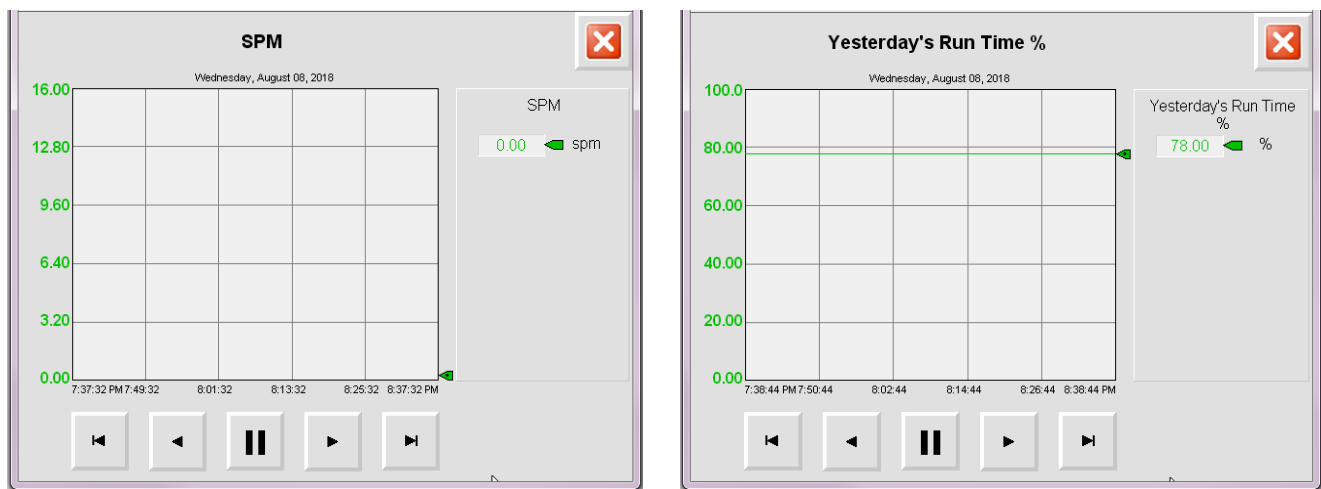 SPM
Wednesday, August 08, 2018
16.00
12.80
9.60
6.40
3.20
0.00
7:37:32 PM 7:49:32 8:01:32 8:13:32 8:25:32 8:37:32 PM
SPM
0.00 spm
Yesterday's Run Time %
Wednesday, August 08, 2018
100.0
80.00
60.00
40.00
20.00
0.00
7:38:44 PM 7:50:44 8:02:44 8:14:44 8:26:44 8:38:44 PM
Yesterday's Run Time
%
78.00 %